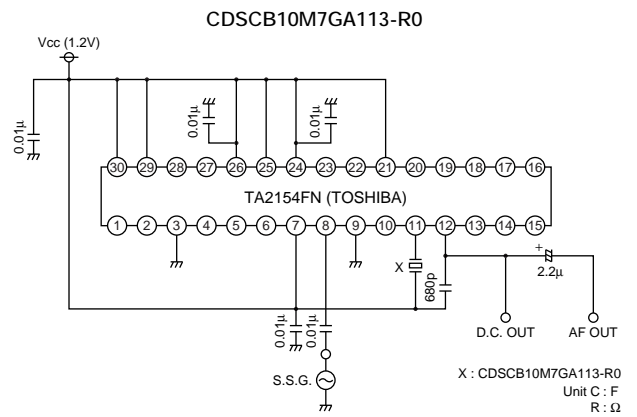 CDSCB10M7GA113-R0
Vcc (1.2V)
0.01μ
0.01μ
0.01μ
30 29 28 27 26 25 24 23 22 21 20 19 18 17 16
TA2154FN (TOSHIBA)
1 2 3 4 5 6 7 8 9 10 11 12 13 14 15
X
680p
+
2.2μ
0.01μ
0.01μ
D.C. OUT
AF OUT
S.S.G.
X : CDSCB10M7GA113-R0
Unit C : F
R : Ω